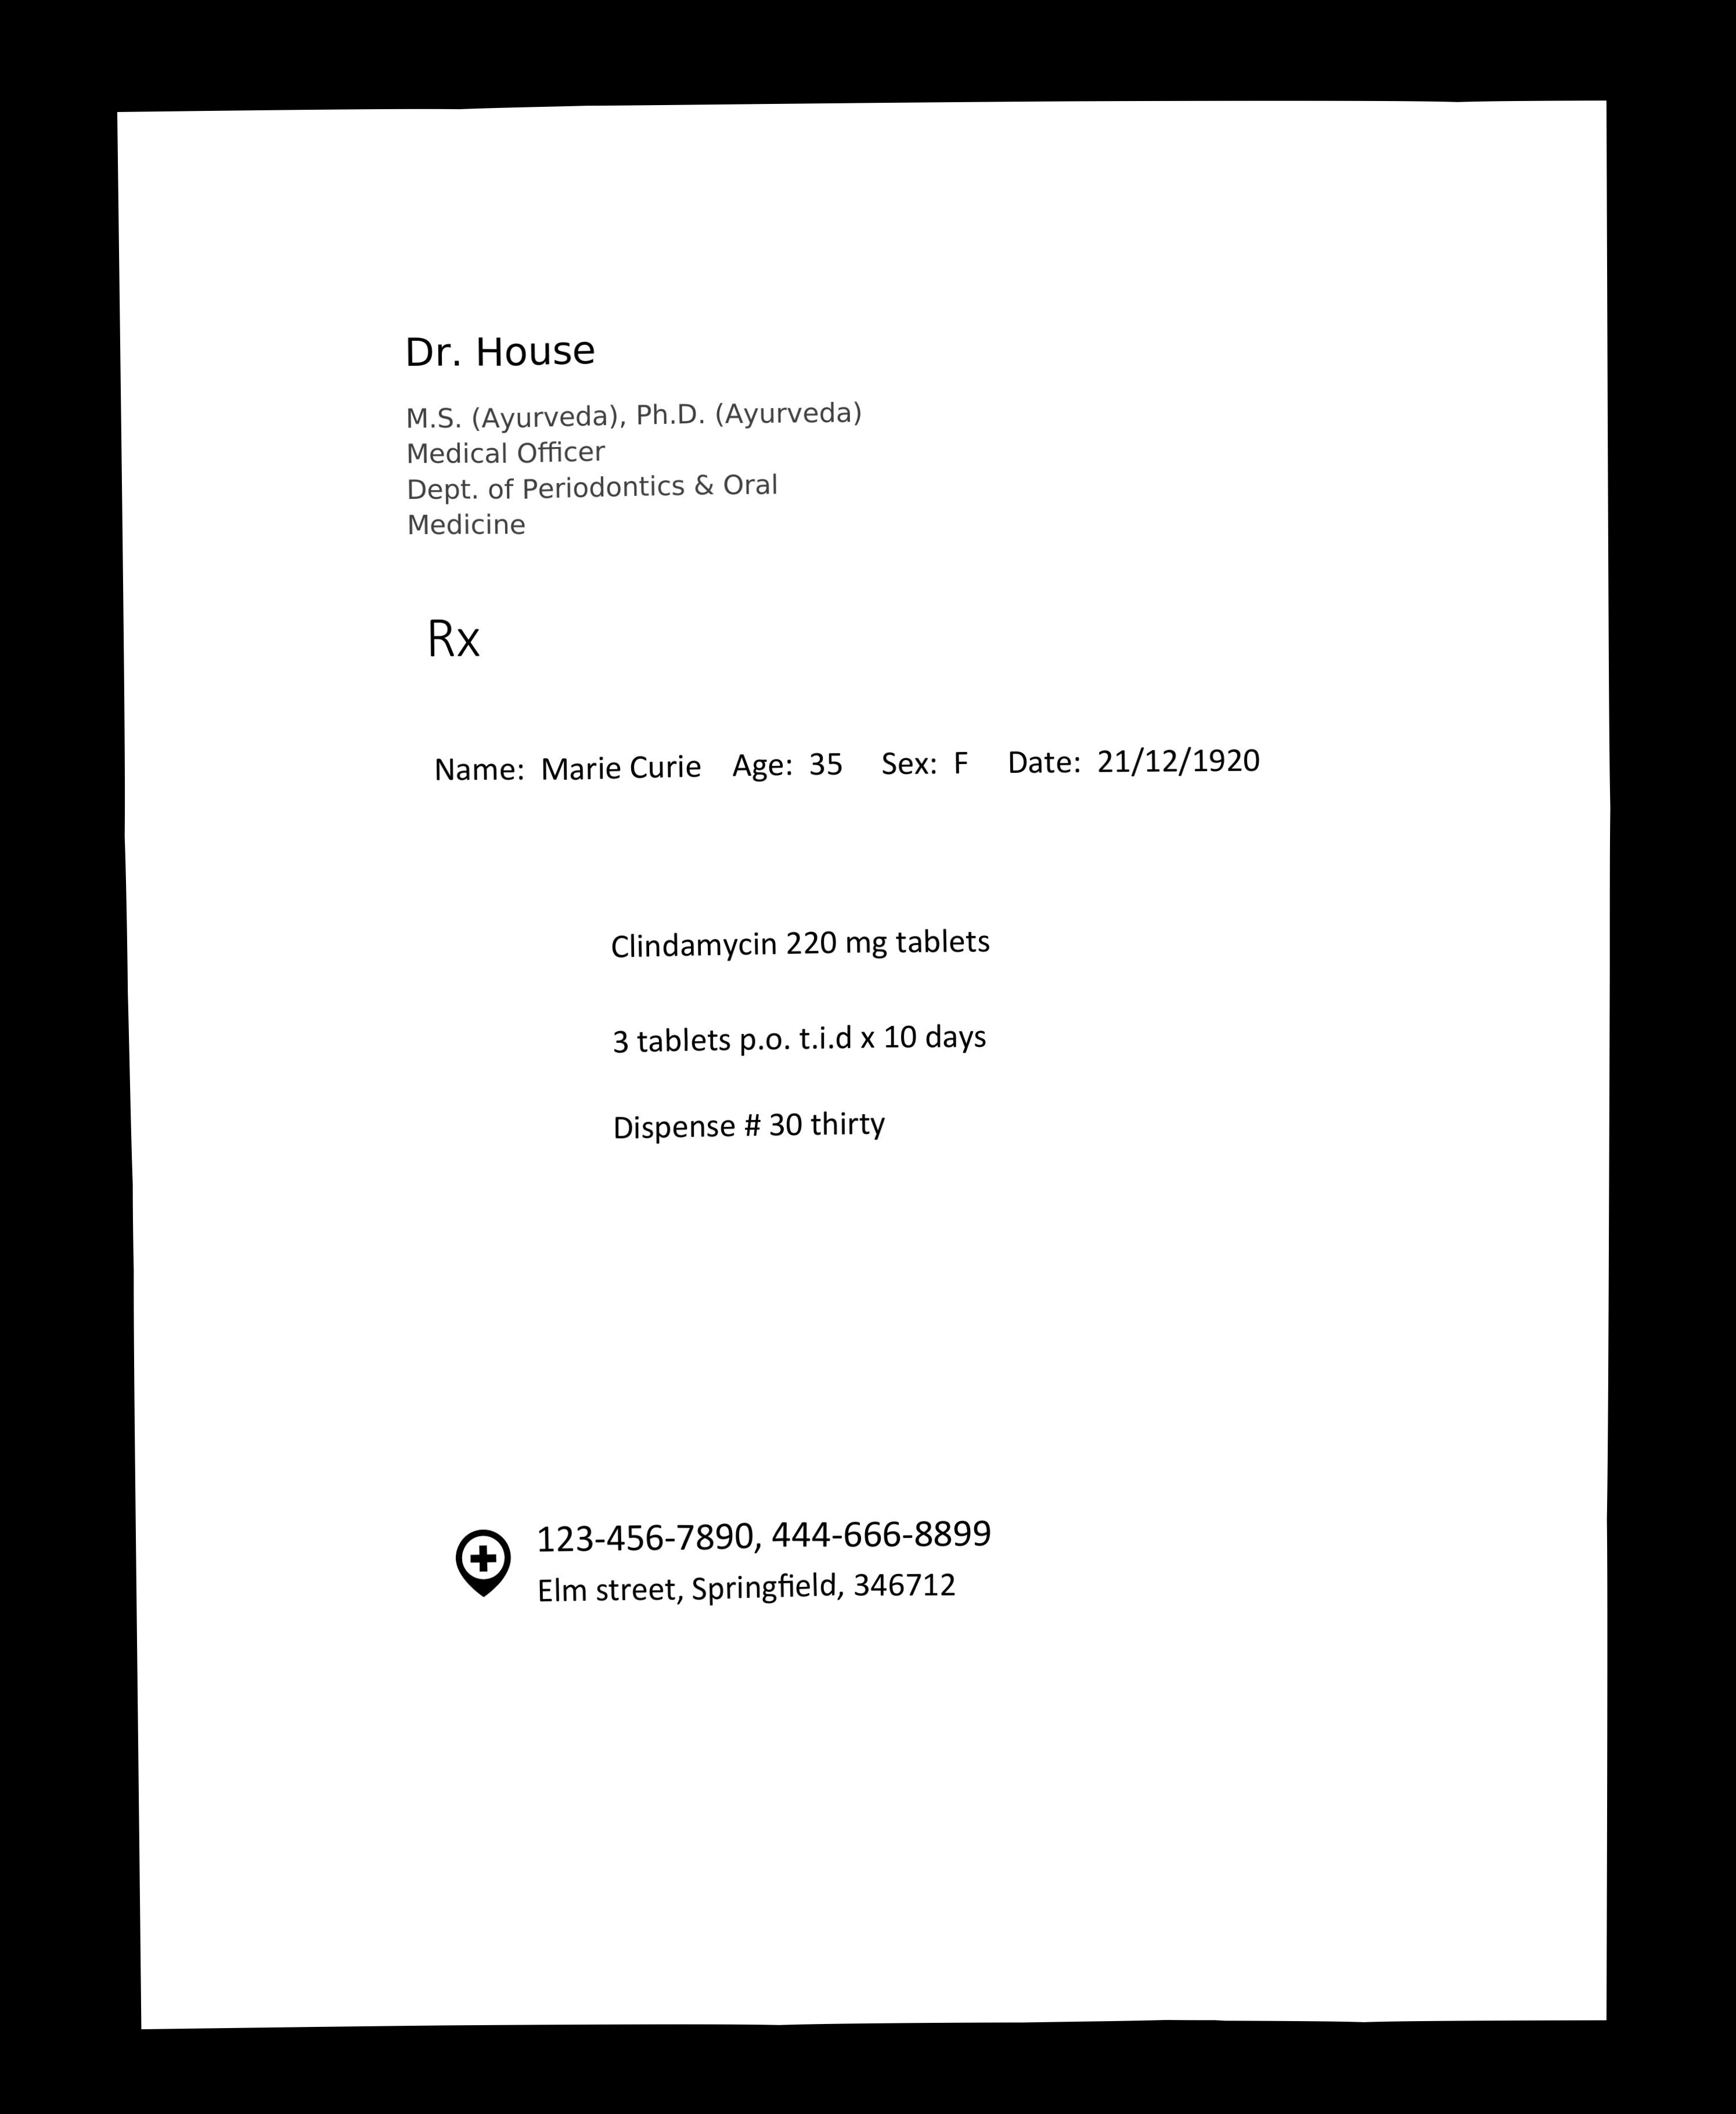 Dr. House
M.S. (Ayurveda), Ph.D. (Ayurveda)
Medical Officer
Dept. of Periodontics & Oral
Medicine
Rx
Name: Marie Curie Age: 35 Sex: F Date: 21/12/1920
Clindamycin 220 mg tablets
3 tablets p.o. t.i.d x 10 days
Dispense # 30 thirty
123-456-7890, 444-666-8899
Elm street, Springfield, 346712